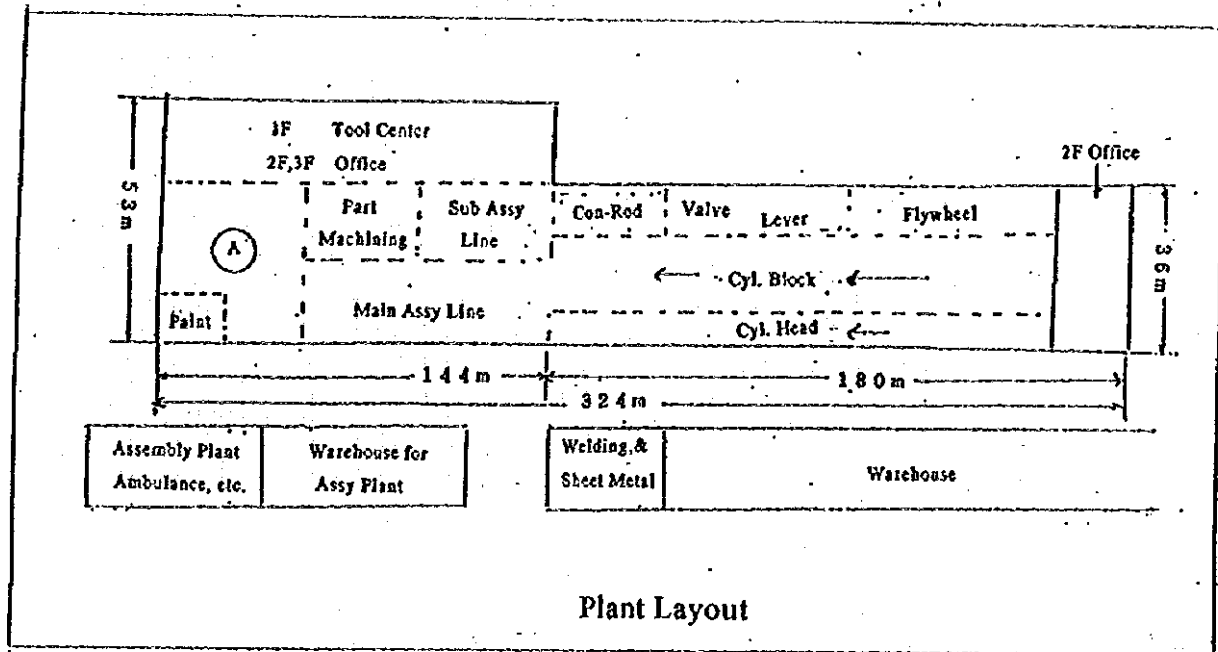 1F Tool Center
2F,3F Office
2F Office
53m
Part
Machining
Sub Assy
Line
Con-Rod
Valve
Lever
Flywheel
A
36m
Cyl. Block
Paint
Main Assy Line
Cyl. Head
144m
180m
324m
Assembly Plant
Ambulance, etc.
Warehouse for
Assy Plant
Welding,&
Sheet Metal
Warehouse
Plant Layout